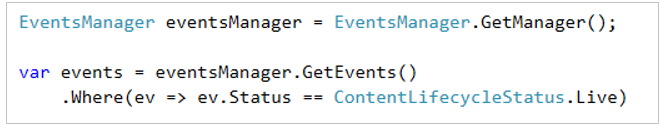 EventsManager eventsManager = EventsManager.GetManager();
var events = eventsManager.GetEvents()
.Where(ev => ev.Status == ContentLifecycleStatus.Live)